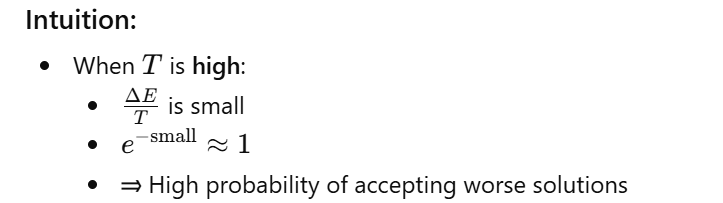 Intuition:
• When T is high:
• ΔE/T is small
• e^{-small} ≈ 1
• ⇒ High probability of accepting worse solutions